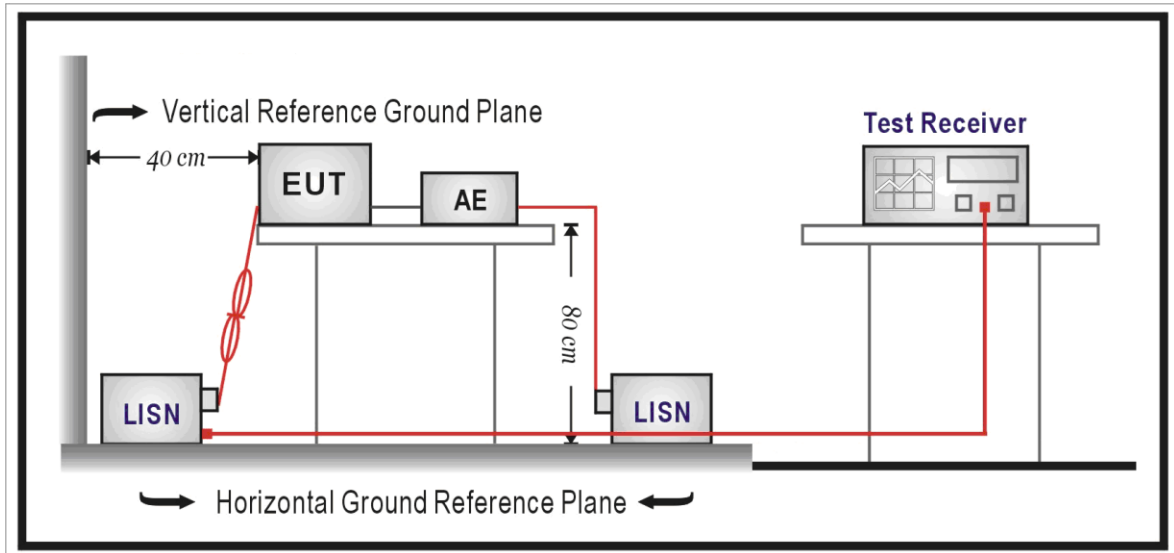 Vertical Reference Ground Plane
40 cm
EUT
AE
Test Receiver
80 cm
LISN
LISN
Horizontal Ground Reference Plane